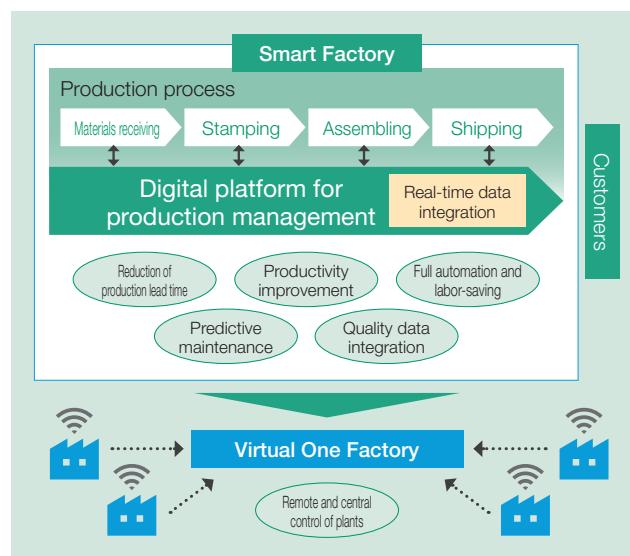 Smart Factory
Production process
Materials receiving
Stamping
Assembling
Shipping
Digital platform for
production management
Real-time data
integration
Customers
Reduction of
production lead time
Productivity
improvement
Full automation and
labor-saving
Predictive
maintenance
Quality data
integration
Virtual One Factory
Remote and central
control of plants